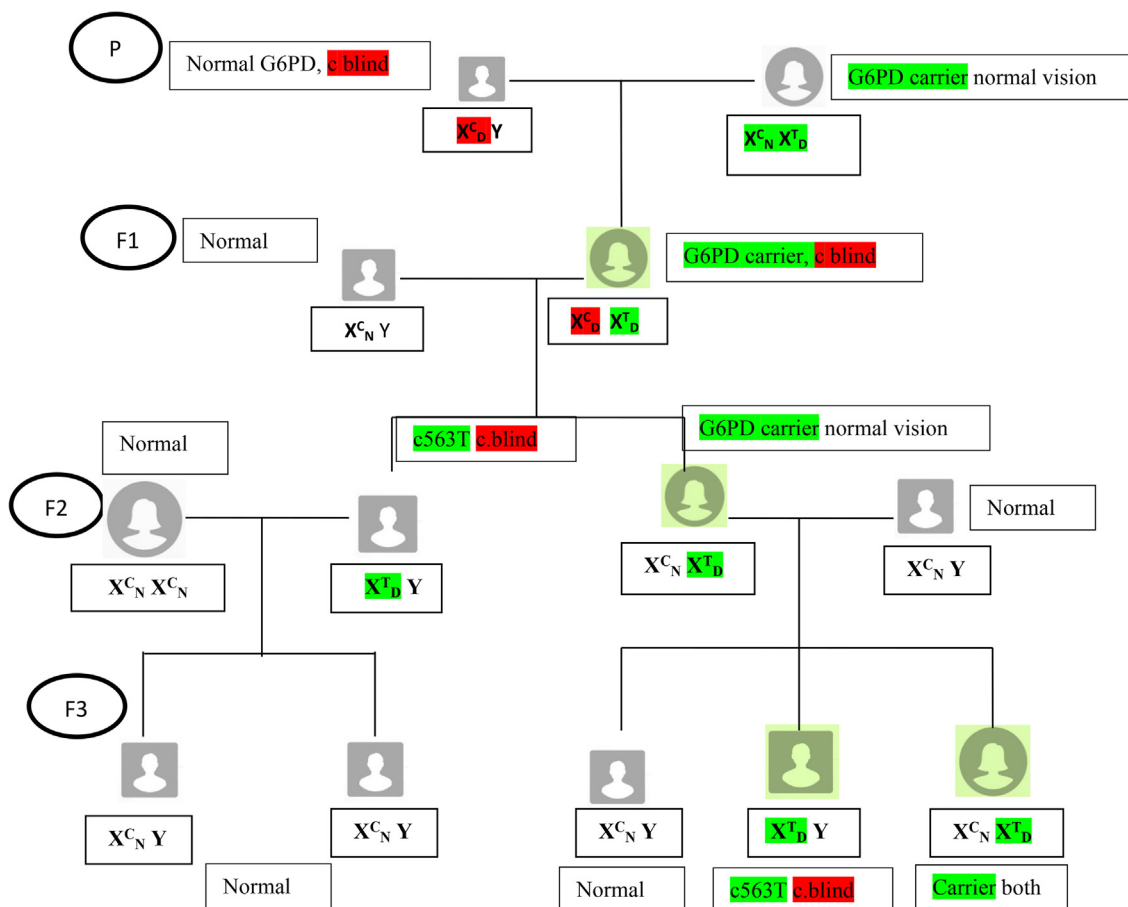 P
Normal G6PD, c blind
G6PD carrier normal vision
XᶜD Y
XᶜN XᵀD
F1
Normal
G6PD carrier, c blind
XᶜN Y
XᶜD XᵀD
Normal
c563T c.blind
G6PD carrier normal vision
F2
Normal
XᶜN XᶜN
XᵀD Y
XᶜN XᵀD
XᶜN Y
F3
XᶜN Y
XᶜN Y
XᶜN Y
XᵀD Y
XᶜN XᵀD
Normal
Normal
c563T c.blind
Carrier both